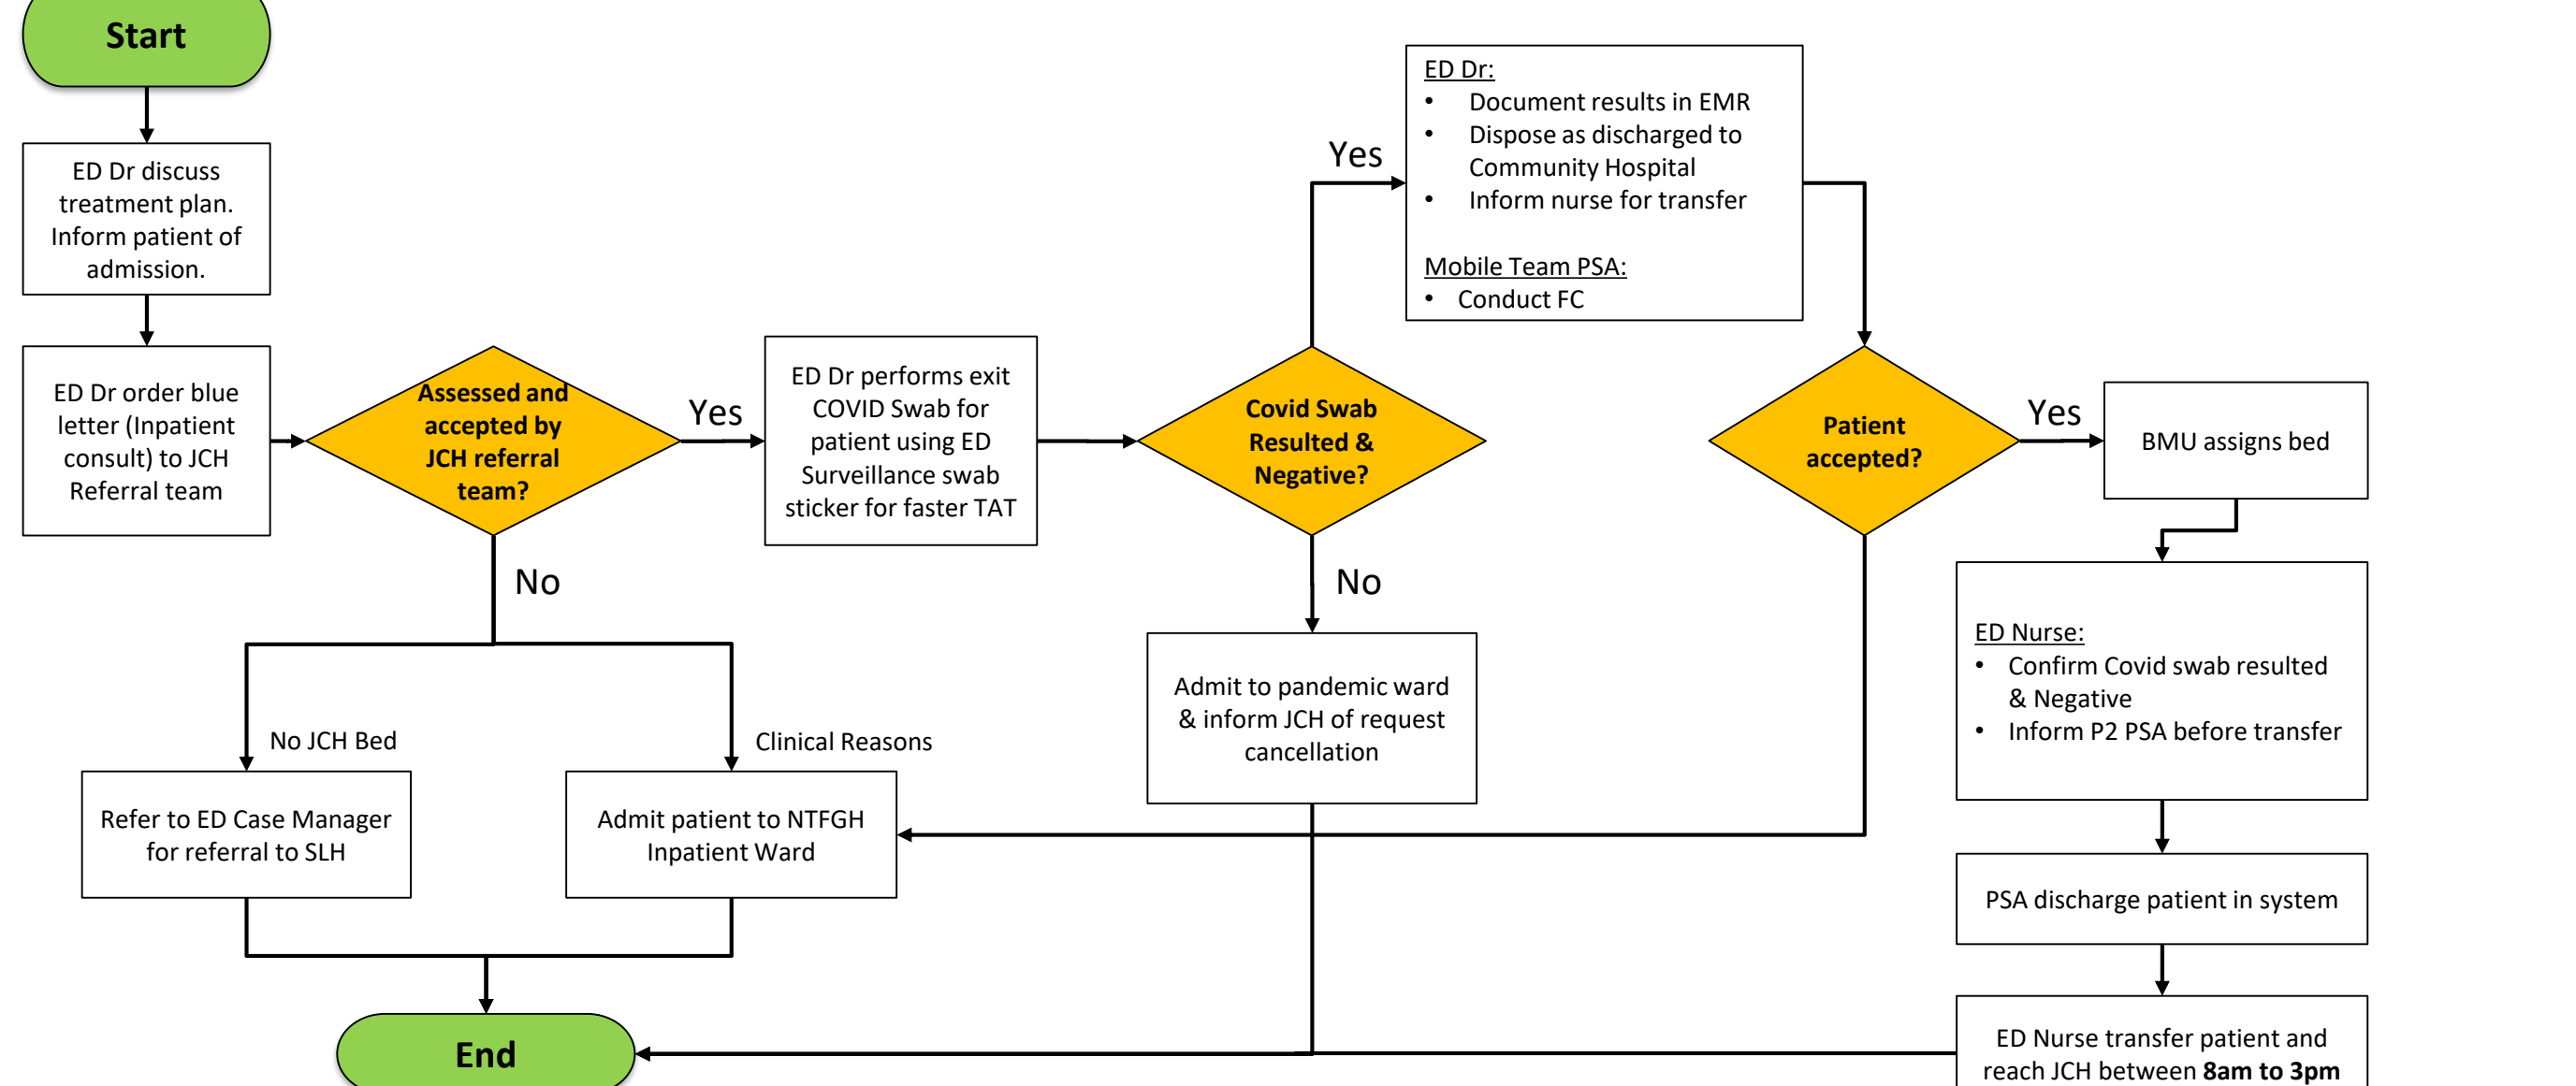 Start
ED Dr discuss
treatment plan.
Inform patient of
admission.
ED Dr order blue
letter (Inpatient
consult) to JCH
Referral team
Assessed and
accepted by
JCH referral
team?
Yes
No
ED Dr performs exit
COVID Swab for
patient using ED
Surveillance swab
sticker for faster TAT
Covid Swab
Resulted &
Negative?
Yes
No
ED Dr:
• Document results in EMR
• Dispose as discharged to
Community Hospital
• Inform nurse for transfer
Mobile Team PSA:
• Conduct FC
Patient
accepted?
Yes
BMU assigns bed
ED Nurse:
• Confirm Covid swab resulted
& Negative
• Inform P2 PSA before transfer
PSA discharge patient in system
ED Nurse transfer patient and
reach JCH between 8am to 3pm
Admit to pandemic ward
& inform JCH of request
cancellation
No JCH Bed
Clinical Reasons
Refer to ED Case Manager
for referral to SLH
Admit patient to NTFGH
Inpatient Ward
End